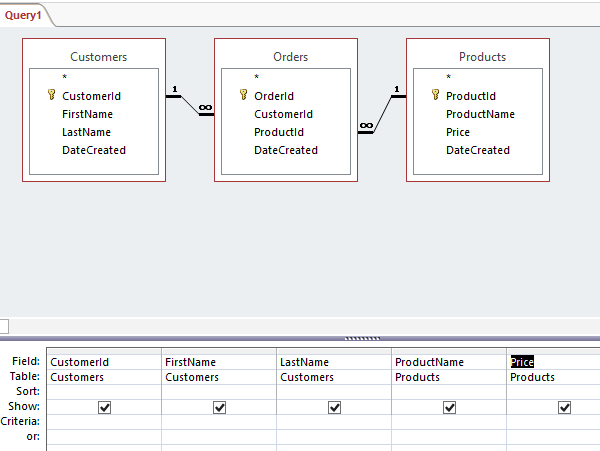 Query1
Customers Orders Products
* * *
CustomerId 1 OrderId 1 ProductId
FirstName ∞ CustomerId ProductName
LastName ProductId ∞ Price
DateCreated DateCreated DateCreated
Field: CustomerId FirstName LastName ProductName Price
Table: Customers Customers Customers Products Products
Sort:
Show:
Criteria:
or: